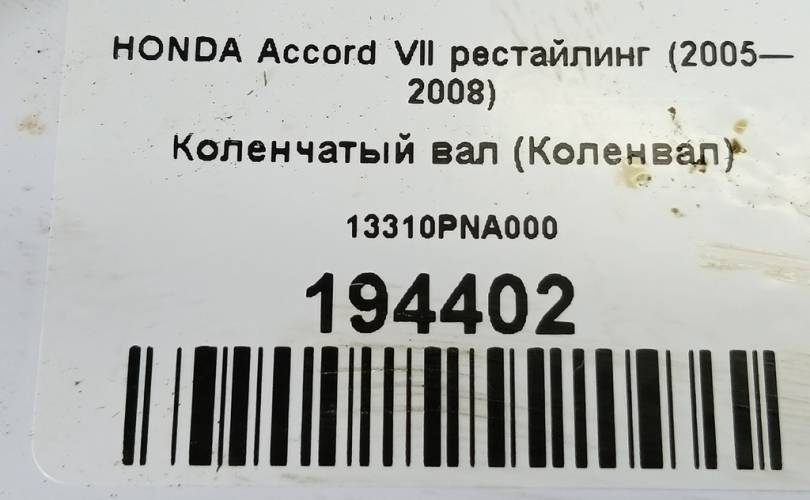 HONDA Accord VII рестайлинг (2005—
2008)
Коленчатый вал (Коленвал)
13310PNA000
194402